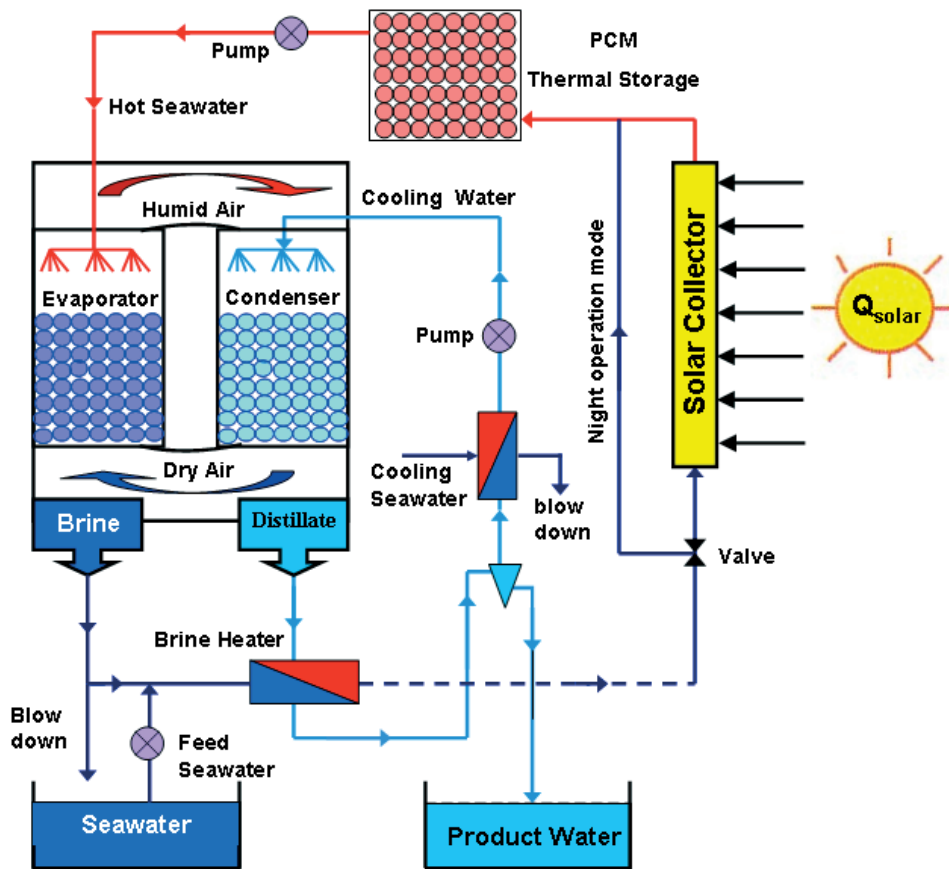 PCM
Thermal Storage
Pump
Hot Seawater
Humid Air
Cooling Water
Evaporator
Condenser
Pump
Night operation mode
Solar Collector
Qsolar
Dry Air
Cooling
Seawater
blow
down
Brine
Distillate
Valve
Brine Heater
Blow
down
Feed
Seawater
Seawater
Product Water